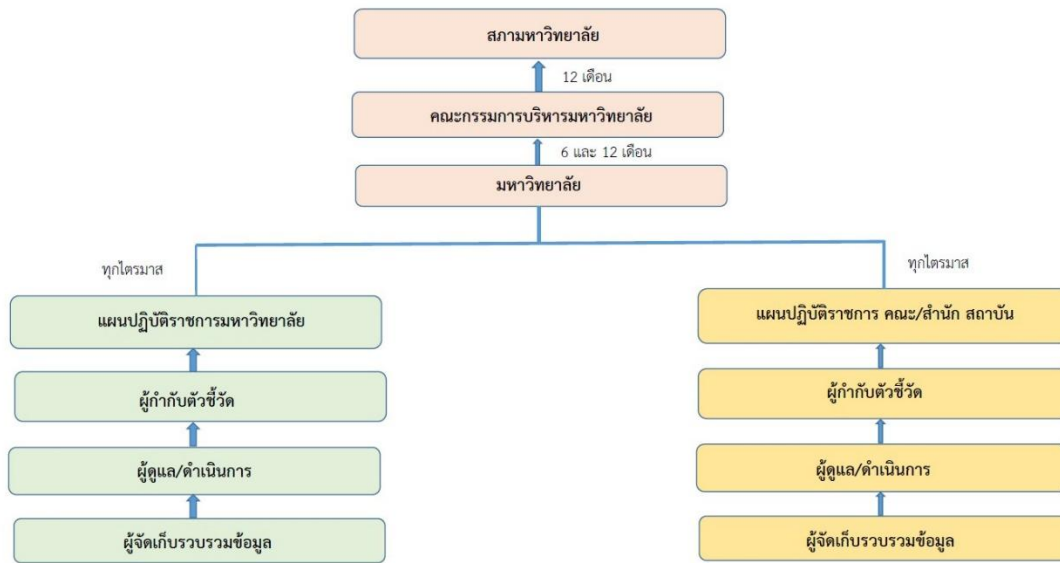 สภามหาวิทยาลัย
12 เดือน
คณะกรรมการบริหารมหาวิทยาลัย
6 และ 12 เดือน
มหาวิทยาลัย
ทุกไตรมาส
แผนปฏิบัติราชการมหาวิทยาลัย
ผู้กำกับตัวชี้วัด
ผู้ดูแล/ดำเนินการ
ผู้จัดเก็บรวบรวมข้อมูล
ทุกไตรมาส
แผนปฏิบัติราชการ คณะ/สำนัก สถาบัน
ผู้กำกับตัวชี้วัด
ผู้ดูแล/ดำเนินการ
ผู้จัดเก็บรวบรวมข้อมูล